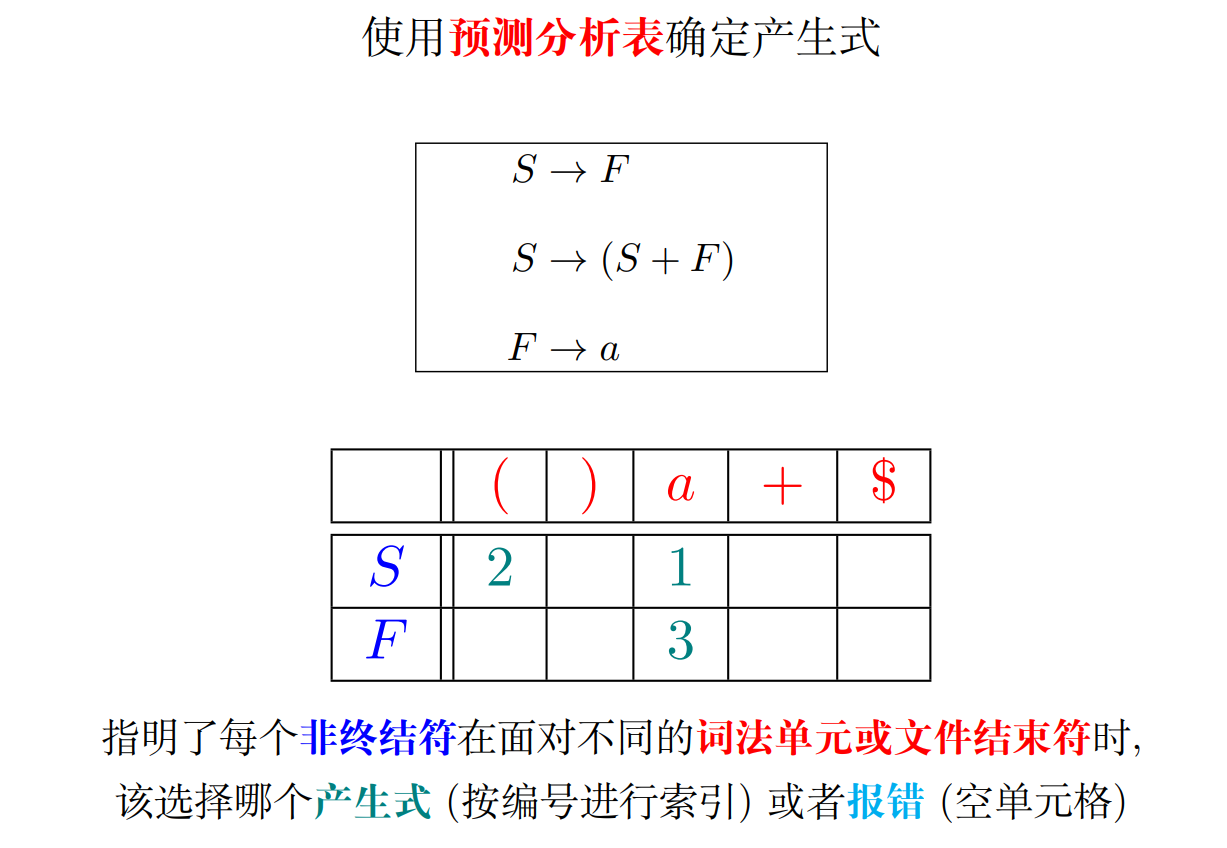 使用预测分析表确定产生式
S → F
S → (S + F)
F → a
( ) a + $
S 2 1
F 3
指明了每个非终结符在面对不同的词法单元或文件结束符时,
该选择哪个产生式 (按编号进行索引) 或者报错 (空单元格)